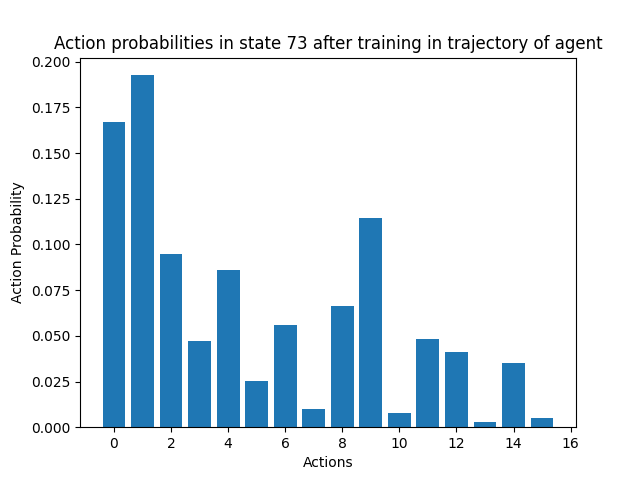 Action probabilities in state 73 after training in trajectory of agent
0.200
0.175
0.150
0.125
0.100
0.075
0.050
0.025
0.000
Action Probability
0 2 4 6 8 10 12 14 16
Actions